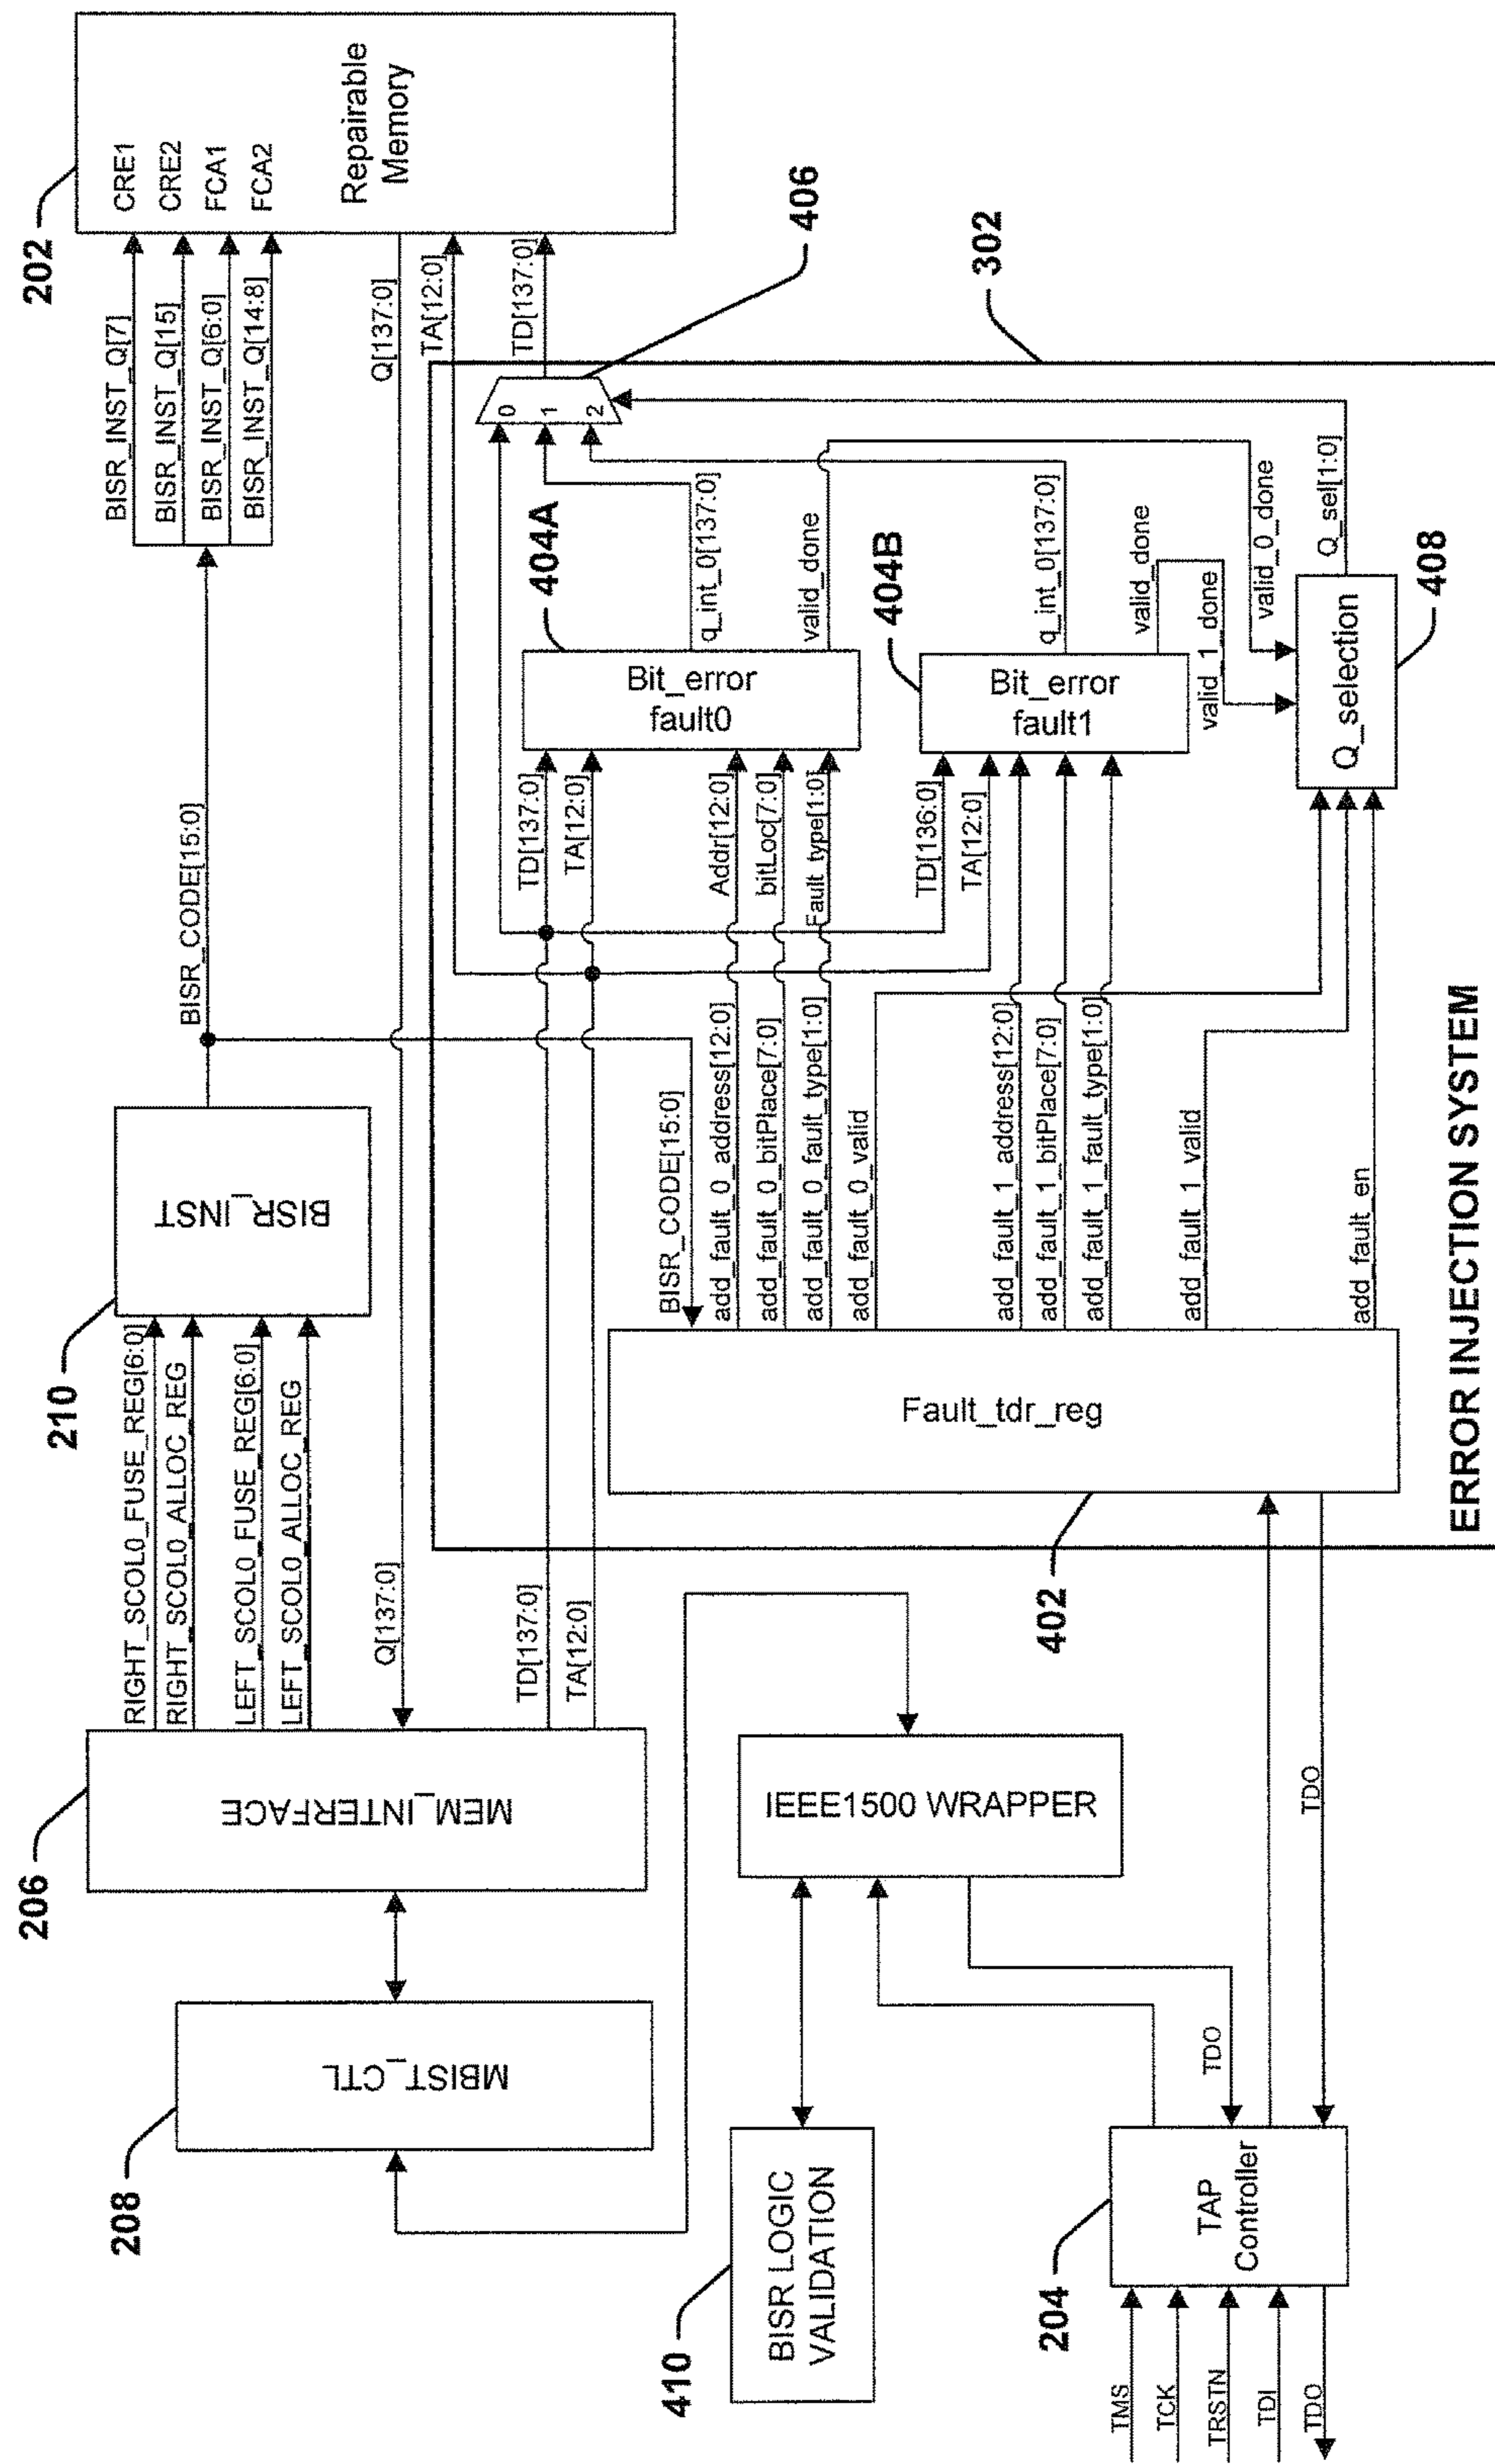 202
CRE1
CRE2
FCA1
FCA2
Repairable
Memory
BISR_INST_Q[7]
BISR_INST_Q[15]
BISR_INST_Q[6:0]
BISR_INST_Q[14:8]
Q[137:0]
TA[12:0]
TD[137:0]
406
302
0
1
2
BISR_CODE[15:0]
210
BISR_INST
RIGHT_SCOL0_FUSE_REG[6:0]
RIGHT_SCOL0_ALLOC_REG
LEFT_SCOL0_FUSE_REG[6:0]
LEFT_SCOL0_ALLOC_REG
206
MEM_INTERFACE
Q[137:0]
TD[137:0]
TA[12:0]
208
MBIST_CTL
404A
Bit_error
fault0
q_int_0[137:0]
valid_done
TD[137:0]
TA[12:0]
Addr[12:0]
bitLoc[7:0]
Fault_type[1:0]
404B
Bit_error
fault1
q_int_0[137:0]
valid_done
valid_1_done
valid_0_done
TD[136:0]
TA[12:0]
Q_sel[1:0]
Q_selection
408
BISR_CODE[15:0]
add_fault_0_address[12:0]
add_fault_0_bitPlace[7:0]
add_fault_0_fault_type[1:0]
add_fault_0_valid
add_fault_1_address[12:0]
add_fault_1_bitPlace[7:0]
add_fault_1_fault_type[1:0]
add_fault_1_valid
add_fault_en
Fault_tdr_reg
402
ERROR INJECTION SYSTEM
IEEE1500 WRAPPER
TDO
TDO
410
BISR LOGIC
VALIDATION
204
TAP
Controller
TMS
TCK
TRSTN
TDI
TDO